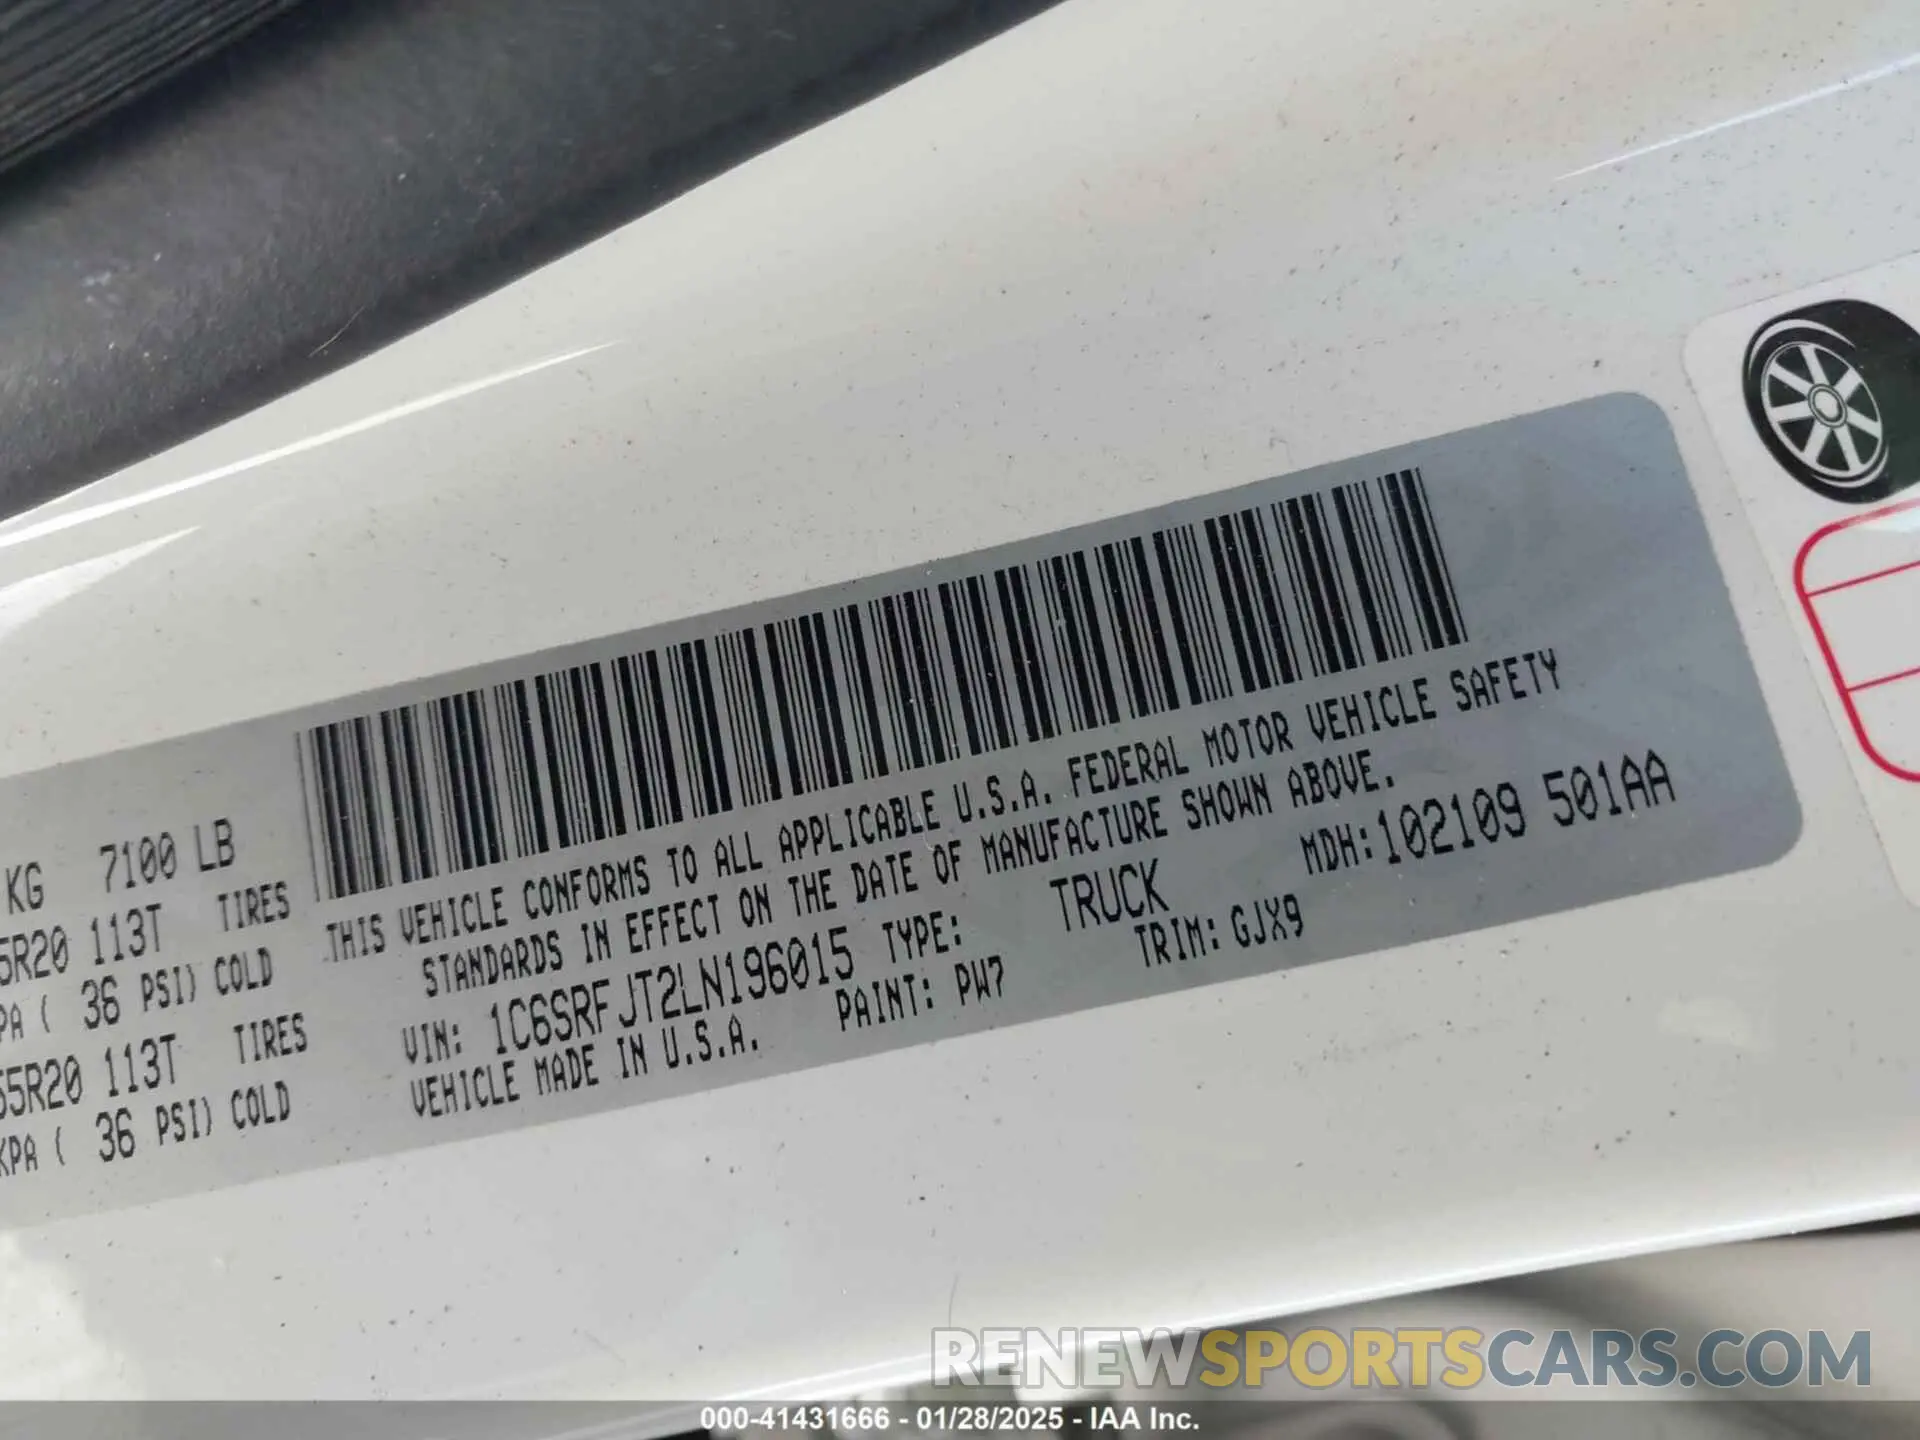 KG 7100 LB
5R20 113T TIRES
PA ( 36 PSI) COLD
55R20 113T TIRES
KPA ( 36 PSI) COLD
THIS VEHICLE CONFORMS TO ALL APPLICABLE U.S.A. FEDERAL MOTOR VEHICLE SAFETY
STANDARDS IN EFFECT ON THE DATE OF MANUFACTURE SHOWN ABOVE.
MDH:102109 501AA
VIN: 1C6SRFJT2LN196015 TYPE: TRUCK
VEHICLE MADE IN U.S.A. PAINT: PW7 TRIM: GJX9
RENEWSPORTSCARS.COM
000-41431666 - 01/28/2025 - IAA Inc.